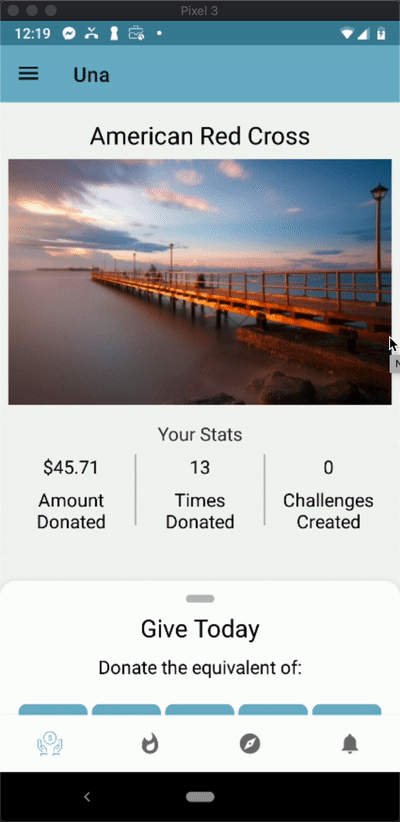 Pixel 3
12:19
Una
American Red Cross
Your Stats
$45.71
13
0
Amount
Donated
Times
Donated
Challenges
Created
Give Today
Donate the equivalent of: